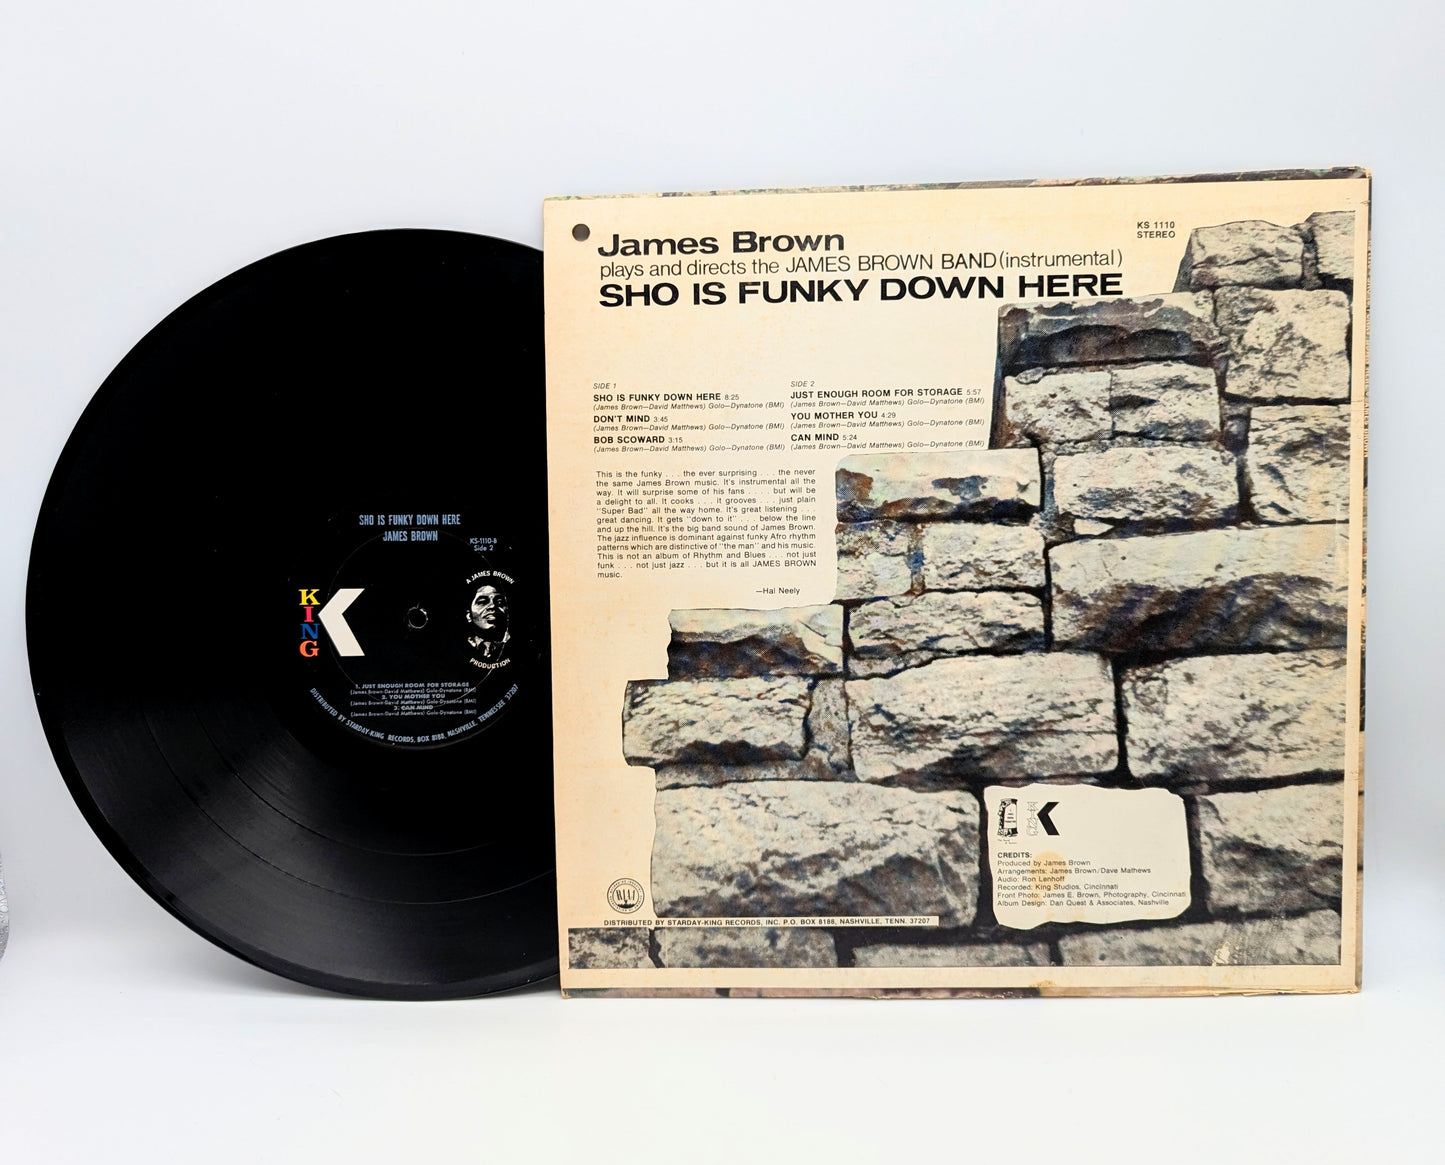 SHO IS FUNKY DOWN HERE
JAMES BROWN
KS-1110-B
Side 2
KING
K
A JAMES BROWN
PRODUCTION
1. JUST ENOUGH ROOM FOR STORAGE
(James Brown-David Matthews) Golo-Dynatone (BMI)
2. YOU MOTHER YOU
(James Brown-David Matthews) Golo-Dynatone (BMI)
3. CAN MIND
(James Brown-David Matthews) Golo-Dynatone (BMI)
DISTRIBUTED BY STARDAY-KING RECORDS, BOX 8188, NASHVILLE, TENNESSEE 37207
James Brown
plays and directs the JAMES BROWN BAND (instrumental)
SHO IS FUNKY DOWN HERE
KS 1110
STEREO
SIDE 1
SHO IS FUNKY DOWN HERE 8:25
(James Brown—David Matthews) Golo—Dynatone (BMI)
DON'T MIND 3:45
(James Brown—David Matthews) Golo—Dynatone (BMI)
BOB SCOWARD 3:15
(James Brown—David Matthews) Golo—Dynatone (BMI)
SIDE 2
JUST ENOUGH ROOM FOR STORAGE 5:57
(James Brown—David Matthews) Golo—Dynatone (BMI)
YOU MOTHER YOU 4:29
(James Brown—David Matthews) Golo—Dynatone (BMI)
CAN MIND 5:24
(James Brown—David Matthews) Golo—Dynatone (BMI)
This is the funky . . . the ever surprising . . . the never
the same James Brown music. It's instrumental all the
way. It will surprise some of his fans . . . . but will be
a delight to all. It cooks . . . it grooves . . . just plain
"Super Bad" all the way home. It's great listening . . .
great dancing. It gets "down to it" . . . below the line
and up the hill. It's the big band sound of James Brown.
The jazz influence is dominant against funky Afro rhythm
patterns which are distinctive of "the man" and his music.
This is not an album of Rhythm and Blues . . . not just
funk . . . not just jazz . . . but it is all JAMES BROWN
music.
—Hal Neely
K
CREDITS:
Produced by James Brown
Arrangements: James Brown/Dave Mathews
Audio: Ron Lenhoff
Recorded: King Studios, Cincinnati
Front Photo: James E. Brown, Photography, Cincinnati
Album Design: Dan Quest & Associates, Nashville
RIAA
DISTRIBUTED BY STARDAY-KING RECORDS, INC. P.O. BOX 8188, NASHVILLE, TENN. 37207